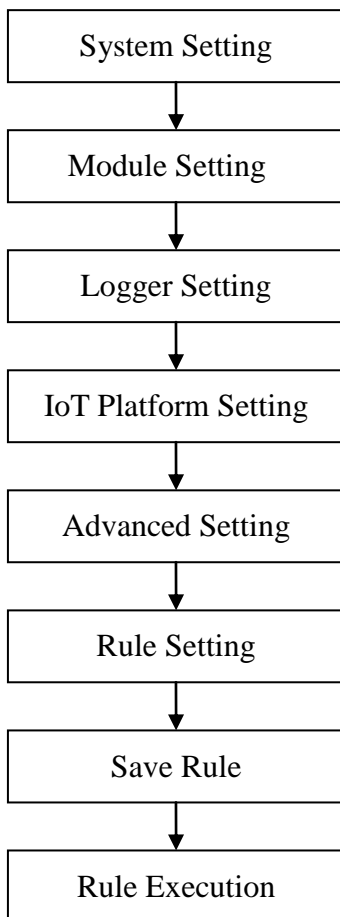 System Setting
Module Setting
Logger Setting
IoT Platform Setting
Advanced Setting
Rule Setting
Save Rule
Rule Execution